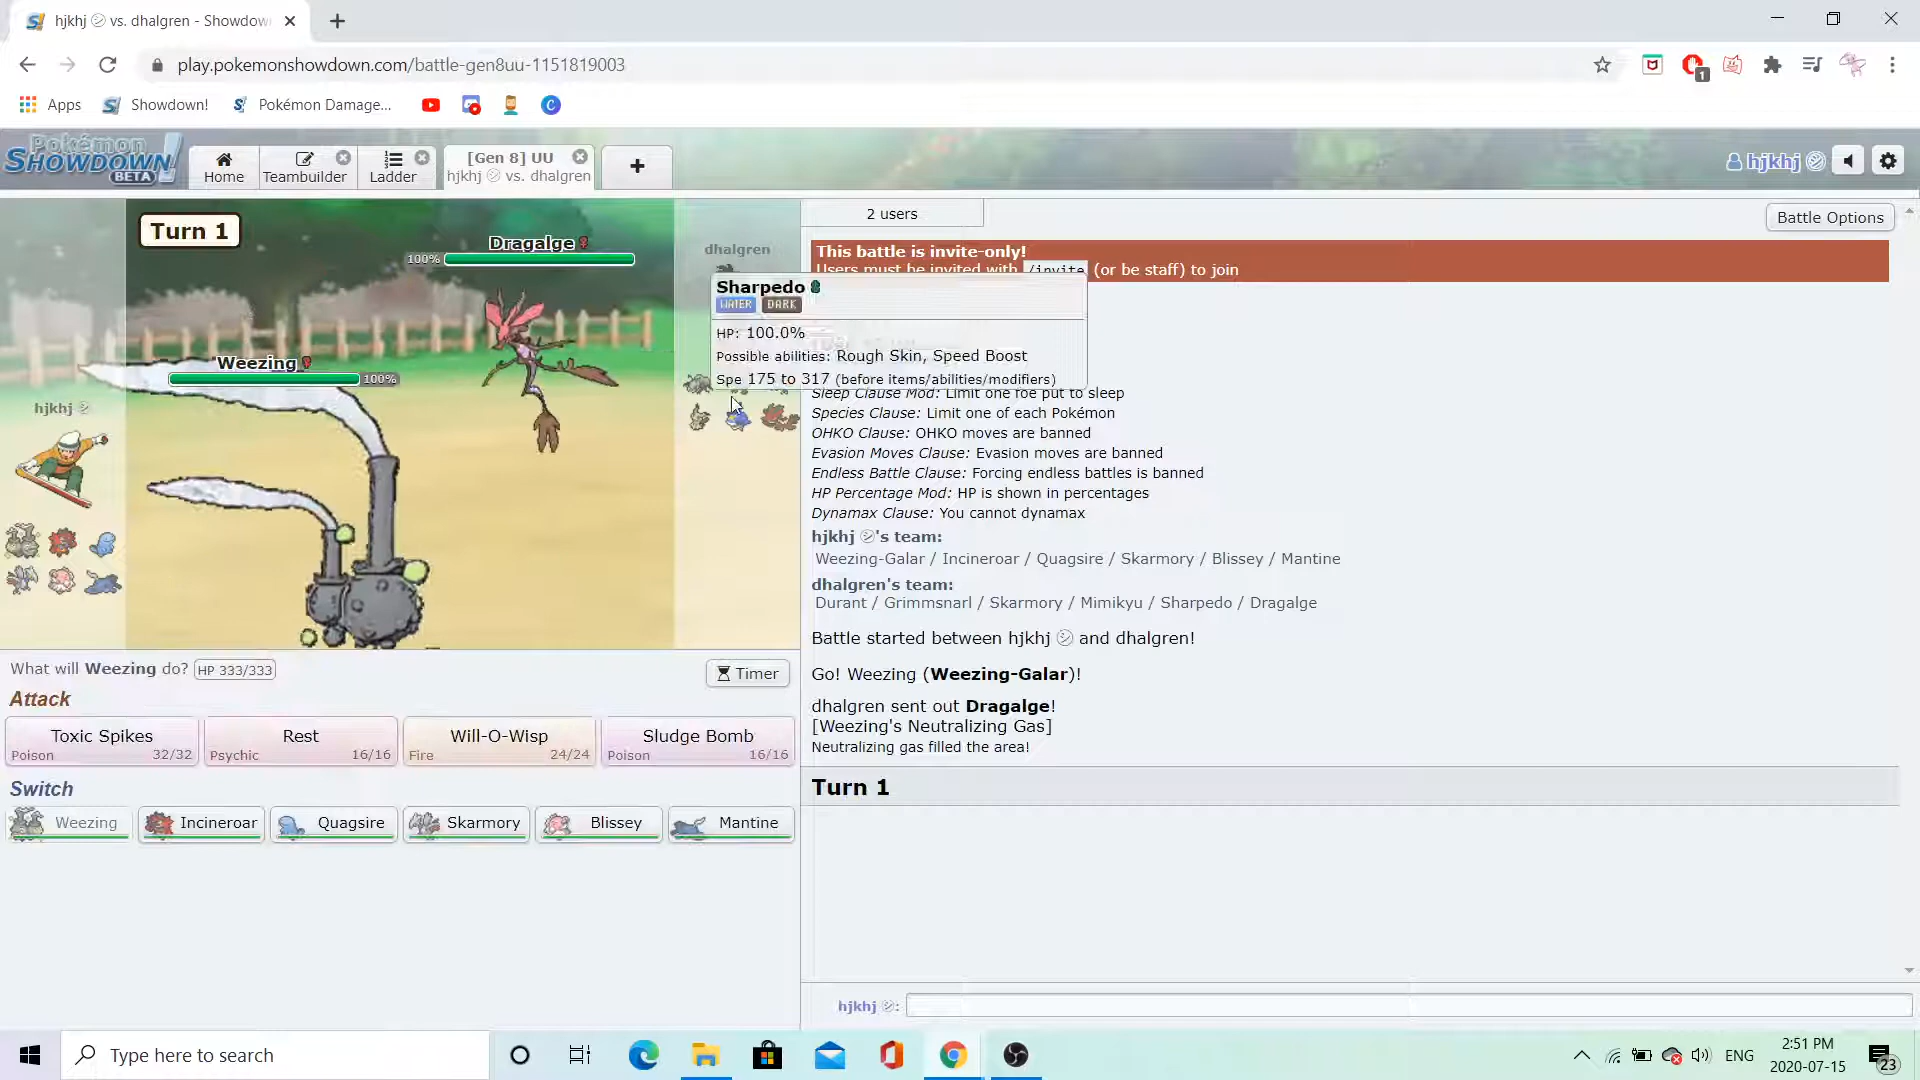 hjkhj vs. dhalgren - Showdow
play.pokemonshowdown.com/battle-gen8uu-1151819003
1
Apps
Showdown!
Pokémon Damage...
Pokémon
SHOWDOWN!
BETA
Home
Teambuilder
Ladder
[Gen 8] UU
hjkhj vs. dhalgren
hjkhj
2 users
Battle Options
Turn 1
Dragalge
100%
Weezing
100%
hjkhj
dhalgren
Sharpedo
WATER DARK
HP: 100.0%
Possible abilities: Rough Skin, Speed Boost
Spe 175 to 317 (before items/abilities/modifiers)
This battle is invite-only!
Users must be invited with /invite (or be staff) to join
Sleep Clause Mod: Limit one foe put to sleep
Species Clause: Limit one of each Pokémon
OHKO Clause: OHKO moves are banned
Evasion Moves Clause: Evasion moves are banned
Endless Battle Clause: Forcing endless battles is banned
HP Percentage Mod: HP is shown in percentages
Dynamax Clause: You cannot dynamax
hjkhj 's team:
Weezing-Galar / Incineroar / Quagsire / Skarmory / Blissey / Mantine
dhalgren's team:
Durant / Grimmsnarl / Skarmory / Mimikyu / Sharpedo / Dragalge
Battle started between hjkhj and dhalgren!
Go! Weezing (Weezing-Galar)!
dhalgren sent out Dragalge!
[Weezing's Neutralizing Gas]
Neutralizing gas filled the area!
Turn 1
What will Weezing do? HP 333/333
Timer
Attack
Toxic Spikes
Poison 32/32
Rest
Psychic 16/16
Will-O-Wisp
Fire 24/24
Sludge Bomb
Poison 16/16
Switch
Weezing
Incineroar
Quagsire
Skarmory
Blissey
Mantine
hjkhj :
Type here to search
ENG
2:51 PM
2020-07-15
23